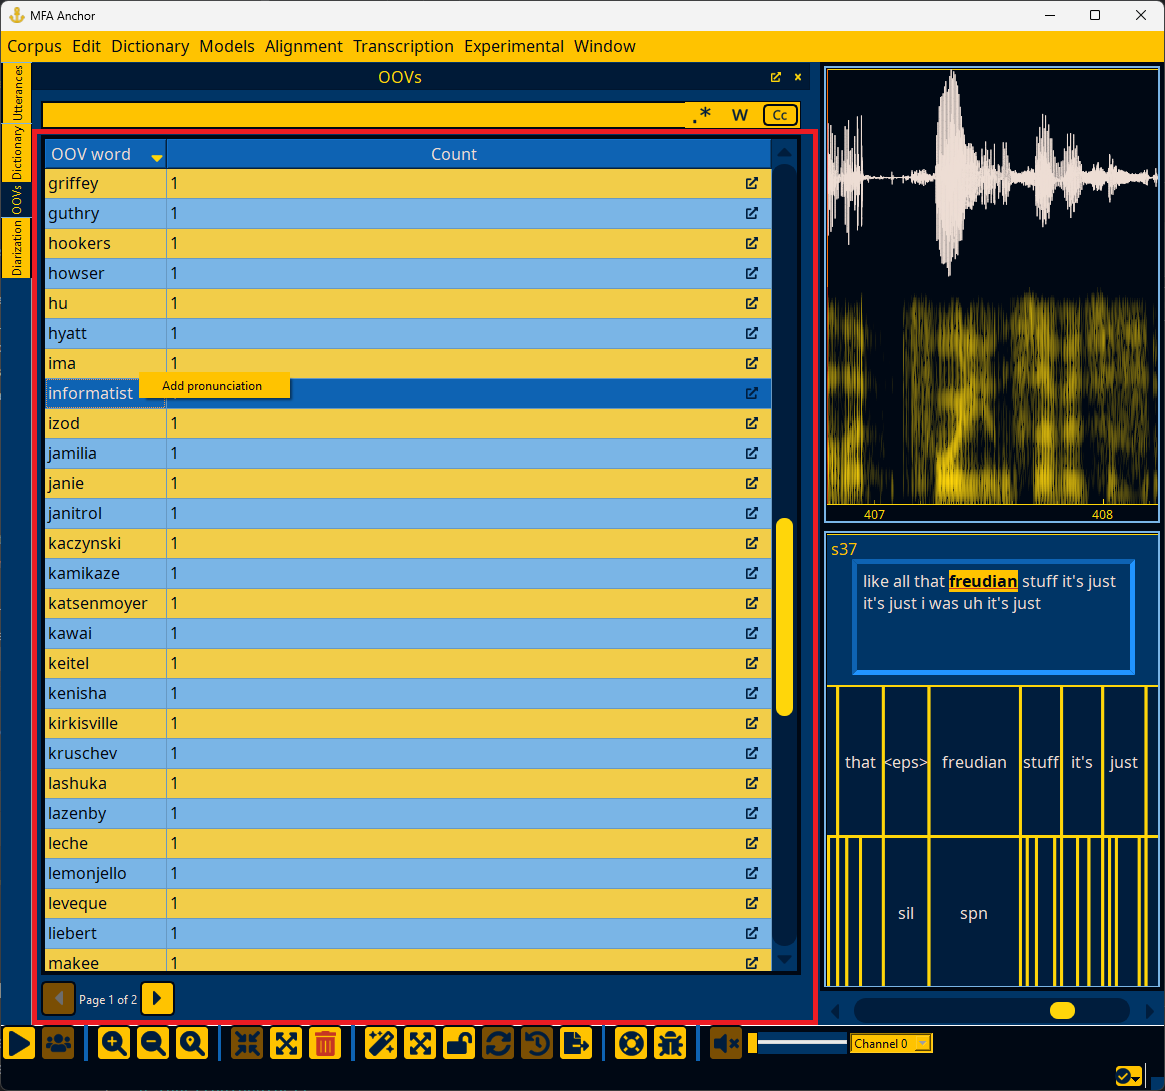 MFA Anchor
Corpus Edit Dictionary Models Alignment Transcription Experimental Window
Utterances
Dictionary
OOVs
Diarization
OOVs
.* W Cc
OOV word Count
griffey 1
guthry 1
hookers 1
howser 1
hu 1
hyatt 1
ima 1
informatist
Add pronunciation
izod 1
jamilia 1
janie 1
janitrol 1
kaczynski 1
kamikaze 1
katsenmoyer 1
kawai 1
keitel 1
kenisha 1
kirkisville 1
kruschev 1
lashuka 1
lazenby 1
leche 1
lemonjello 1
leveque 1
liebert 1
makee 1
Page 1 of 2
407 408
s37
like all that freudian stuff it's just
it's just i was uh it's just
that <eps> freudian stuff it's just
sil spn
Channel 0